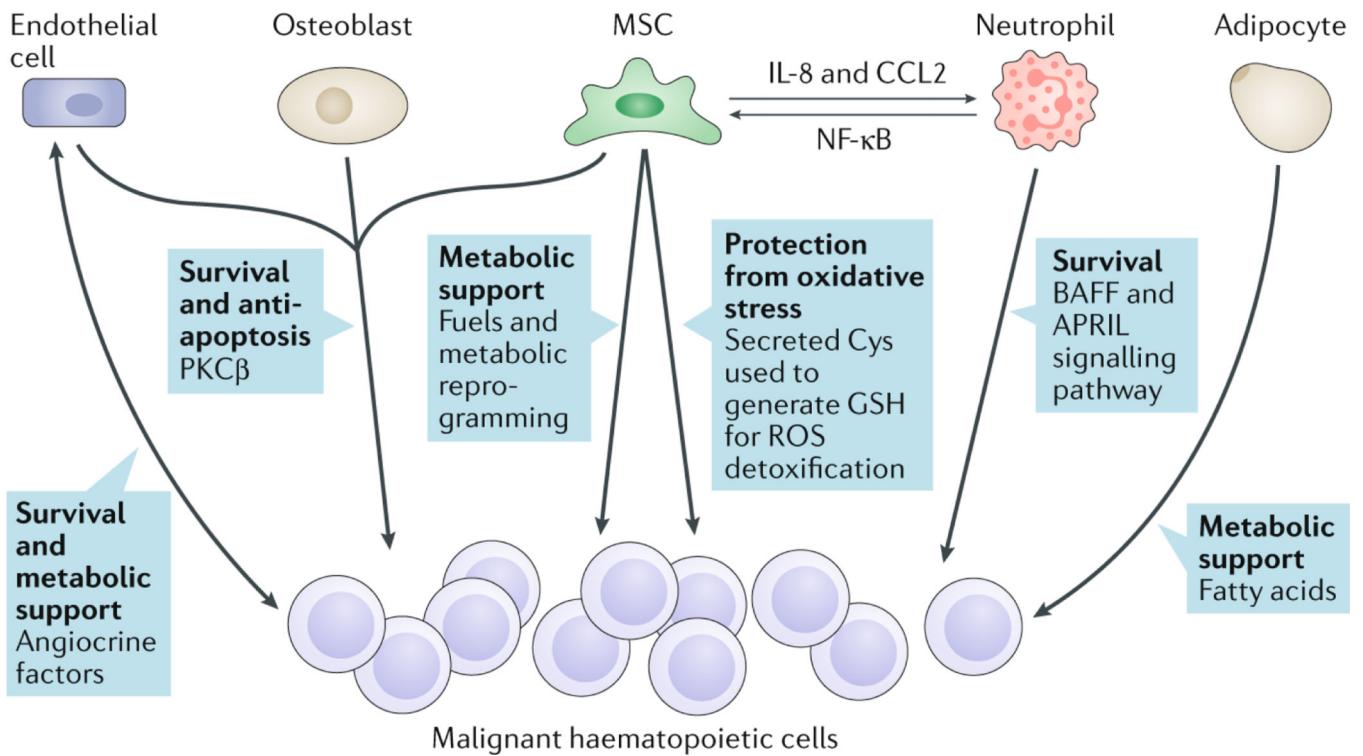 Endothelial
cell
Osteoblast
MSC
Neutrophil
Adipocyte
IL-8 and CCL2
NF-κB
Survival
and anti-
apoptosis
PKCβ
Metabolic
support
Fuels and
metabolic
repro-
gramming
Protection
from oxidative
stress
Secreted Cys
used to
generate GSH
for ROS
detoxification
Survival
BAFF and
APRIL
signalling
pathway
Survival
and
metabolic
support
Angiocrine
factors
Metabolic
support
Fatty acids
Malignant haematopoietic cells